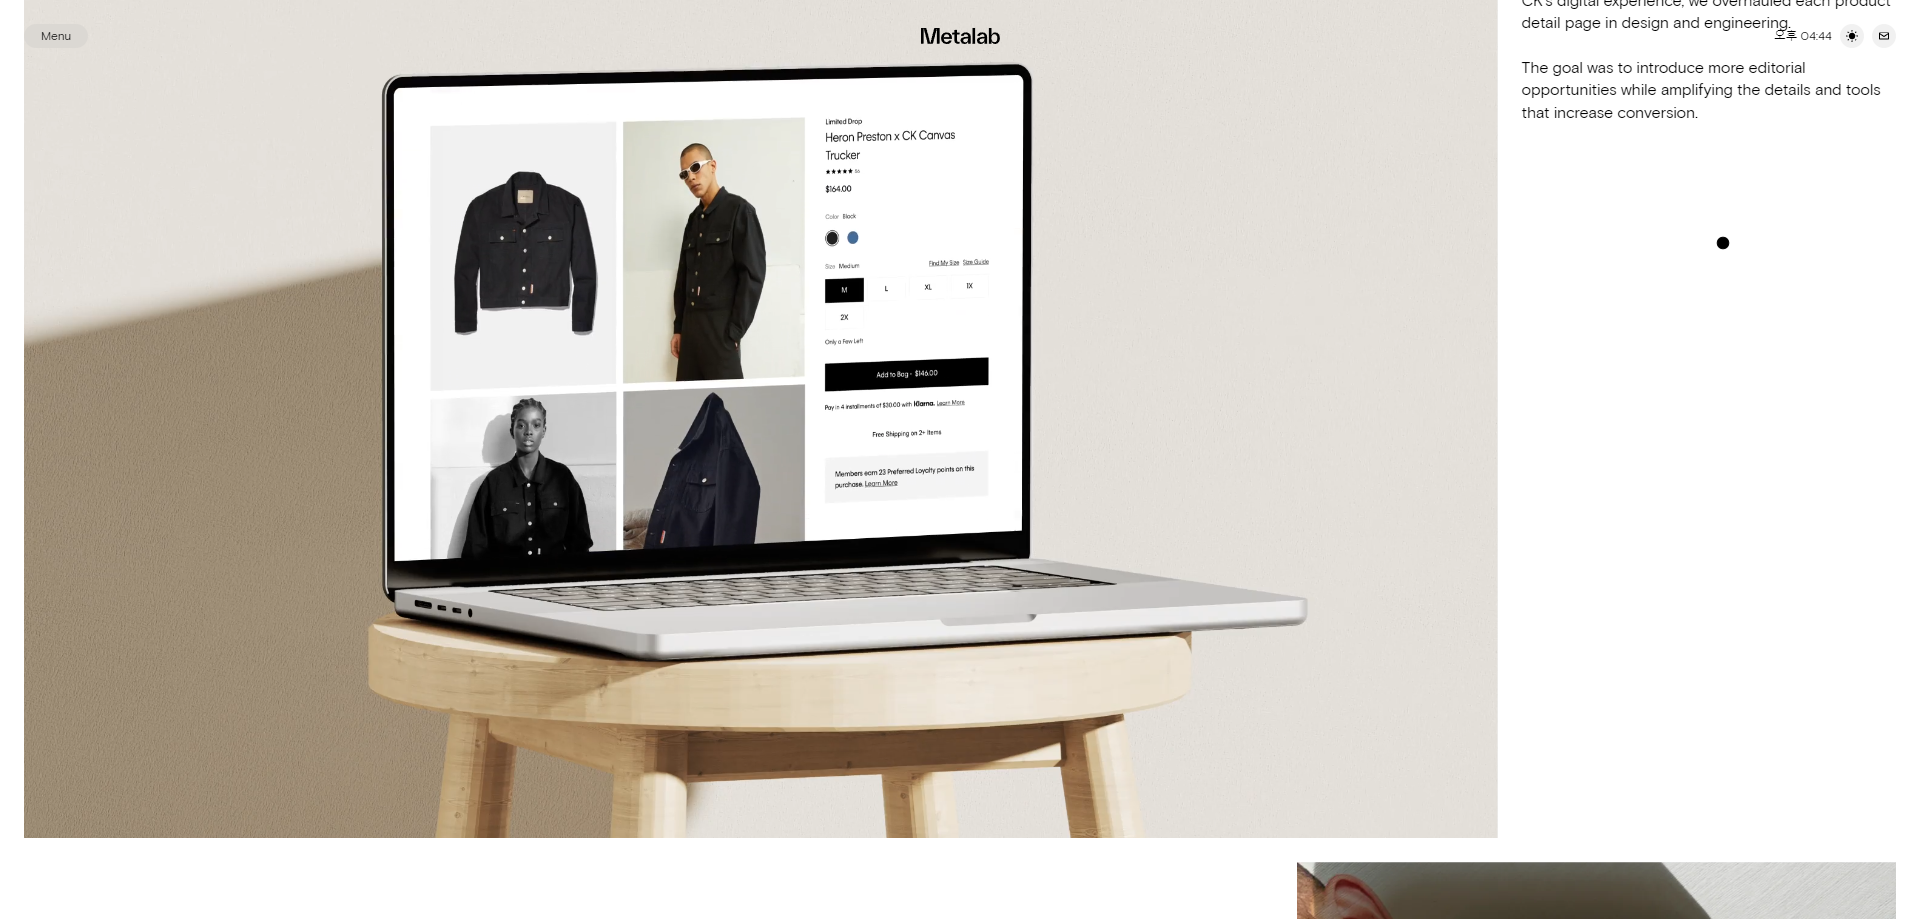 Menu
Metalab
오후 04:44
CK's digital experience, we overhauled each product
detail page in design and engineering.
The goal was to introduce more editorial
opportunities while amplifying the details and tools
that increase conversion.
Limited Drop
Heron Preston x CK Canvas
Trucker
★★★★★ 56
$164.00
Color Black
Size Medium
Find My Size Size Guide
M L XL 1X
2X
Only a Few Left
Add to Bag - $146.00
Pay in 4 installments of $30.00 with Klarna. Learn More
Free Shipping on 2+ Items
Members earn 23 Preferred Loyalty points on this
purchase. Learn More